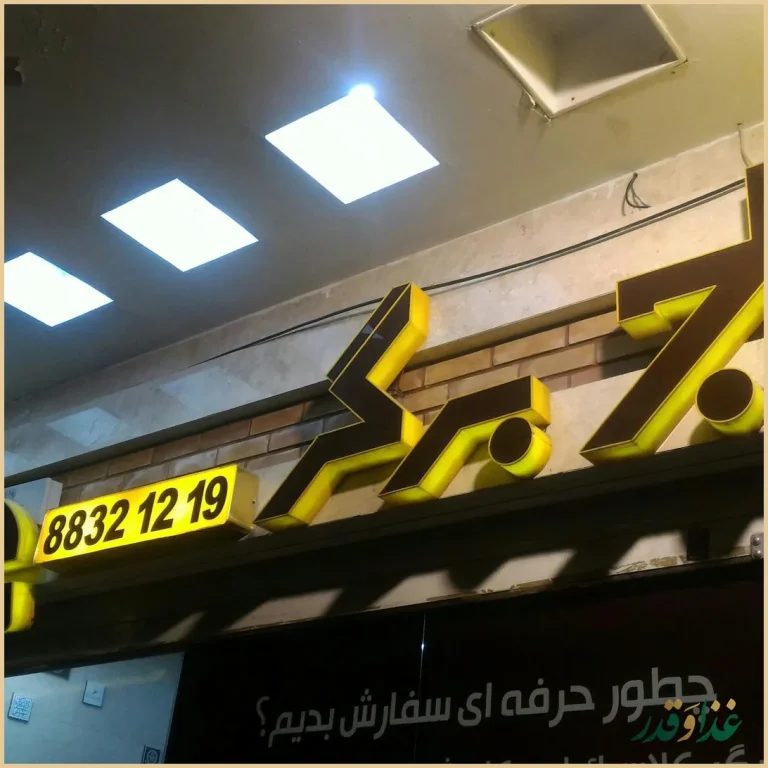 برگر
8832 12 19
چطور حرفه ای سفارش بدیم؟
غذا و قدر